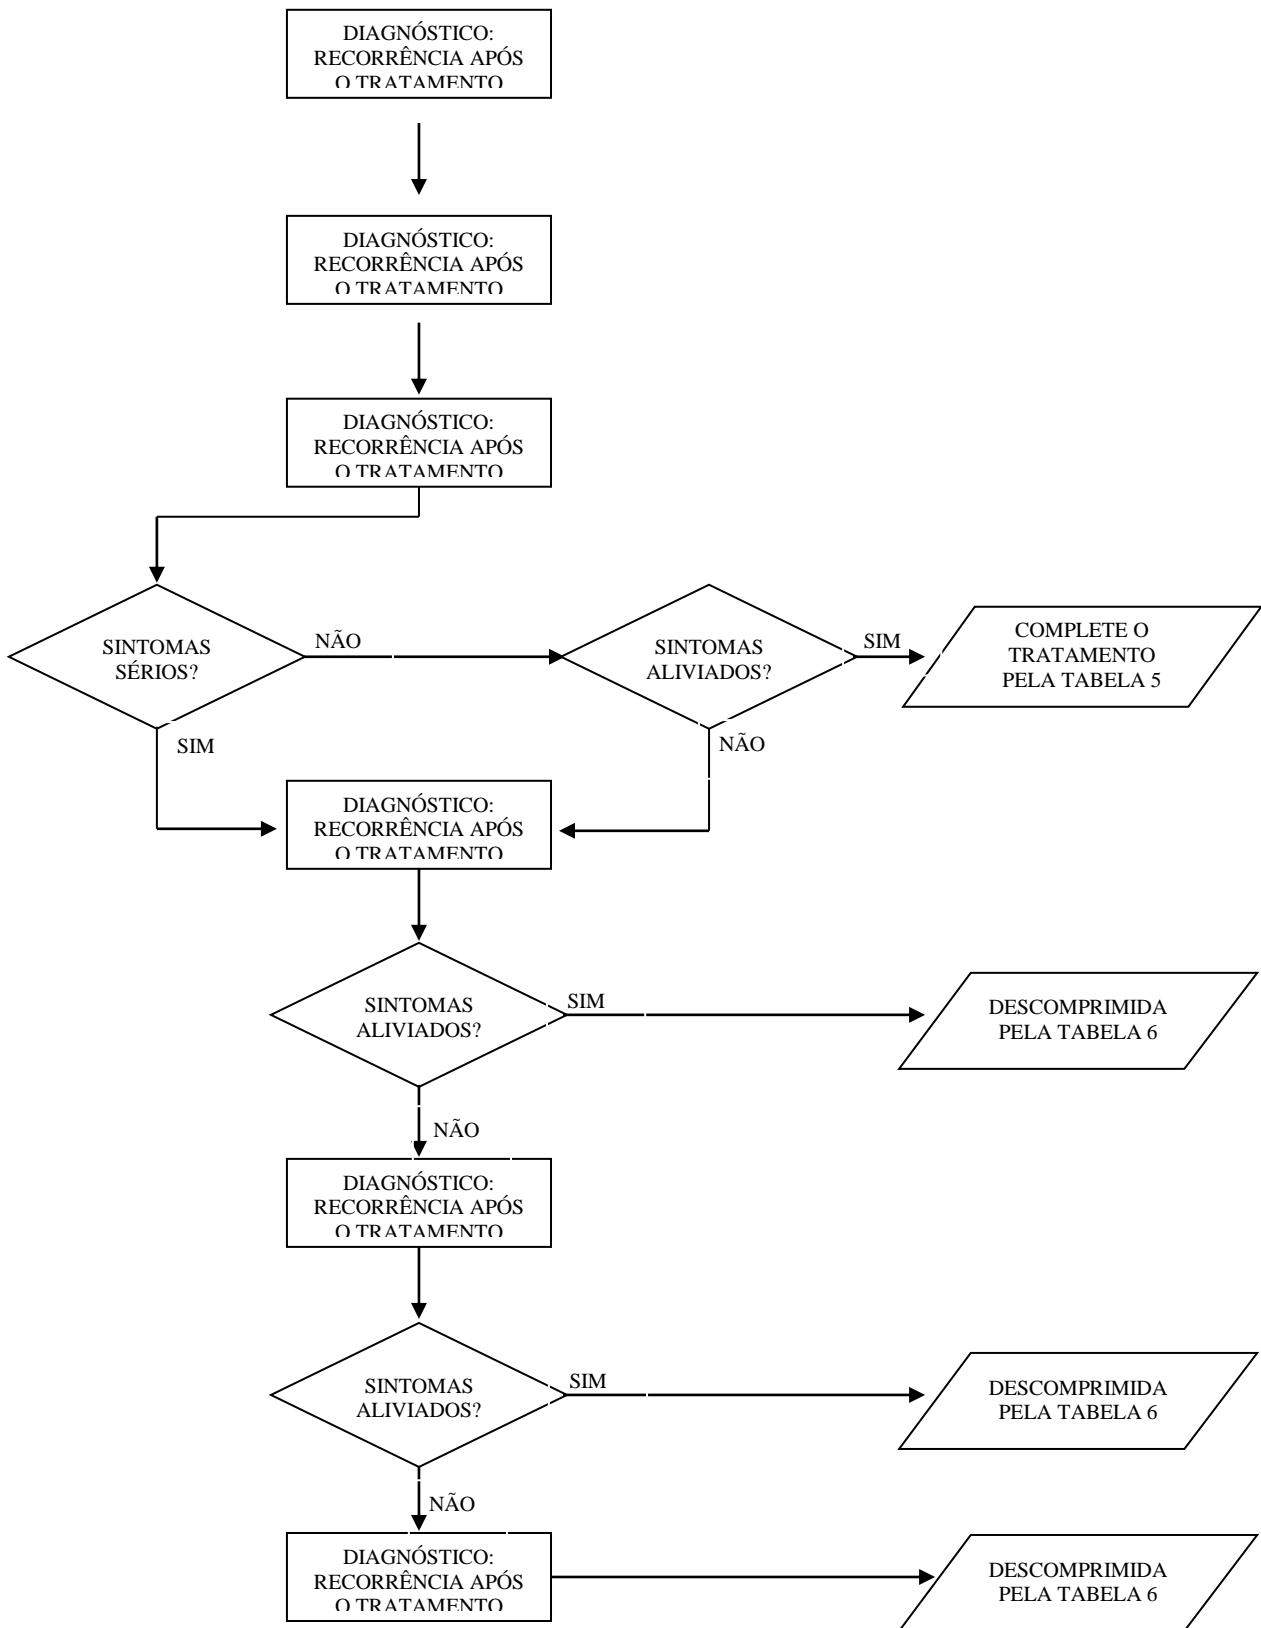 DIAGNÓSTICO:
RECORRÊNCIA APÓS
O TRATAMENTO
DIAGNÓSTICO:
RECORRÊNCIA APÓS
O TRATAMENTO
DIAGNÓSTICO:
RECORRÊNCIA APÓS
O TRATAMENTO
SINTOMAS
SÉRIOS?
NÃO
SINTOMAS
ALIVIADOS?
SIM
COMPLETE O
TRATAMENTO
PELA TABELA 5
SIM
NÃO
DIAGNÓSTICO:
RECORRÊNCIA APÓS
O TRATAMENTO
SINTOMAS
ALIVIADOS?
SIM
DESCOMPRIMIDA
PELA TABELA 6
NÃO
DIAGNÓSTICO:
RECORRÊNCIA APÓS
O TRATAMENTO
SINTOMAS
ALIVIADOS?
SIM
DESCOMPRIMIDA
PELA TABELA 6
NÃO
DIAGNÓSTICO:
RECORRÊNCIA APÓS
O TRATAMENTO
DESCOMPRIMIDA
PELA TABELA 6